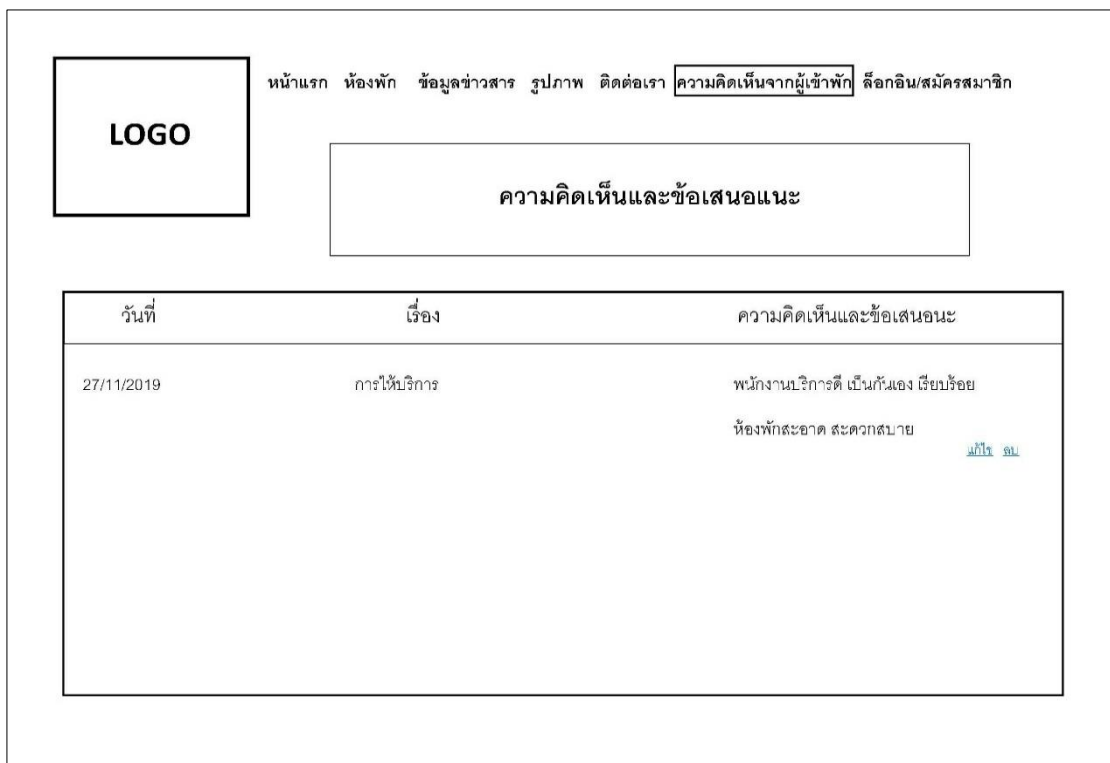 LOGO
หน้าแรก ห้องพัก ข้อมูลข่าวสาร รูปภาพ ติดต่อเรา ความคิดเห็นจากผู้เข้าพัก ล็อกอิน/สมัครสมาชิก
ความคิดเห็นและข้อเสนอแนะ
วันที่ เรื่อง ความคิดเห็นและข้อเสนอนะ
27/11/2019 การให้บริการ พนักงานบริการดี เป็นกันเอง เรียบร้อย
ห้องพักสะอาด สะดวกสบาย
แก้ไข ลบ